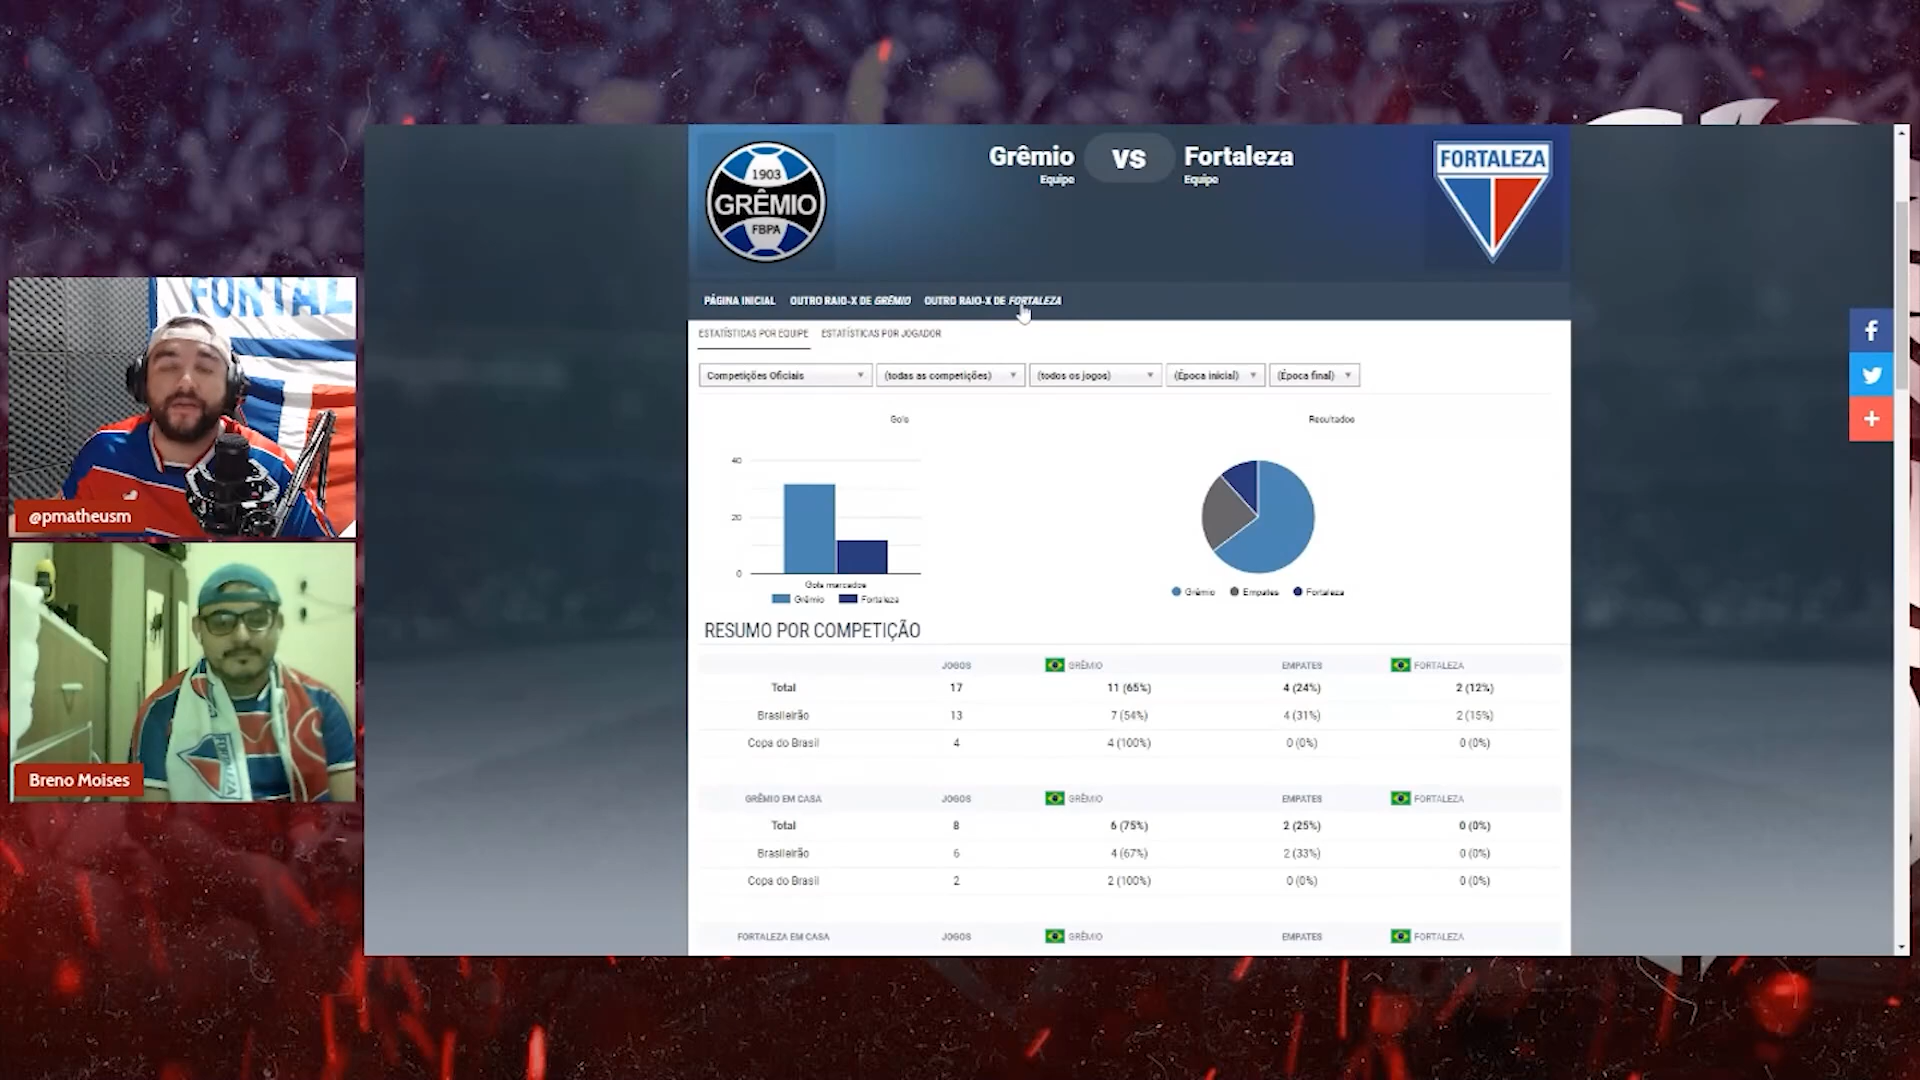 1903
GRÊMIO
FBPA
Grêmio VS Fortaleza
Equipe Equipe
FORTALEZA
PÁGINA INICIAL OUTRO RAIO-X DE GRÊMIO OUTRO RAIO-X DE FORTALEZA
ESTATÍSTICAS POR EQUIPE ESTATÍSTICAS POR JOGADOR
Competições Oficiais (todas as competições) (todos os jogos) (Época inicial) (Época final)
Gols Resultados
40
20
0
Gols marcados
Grêmio Fortaleza
Grêmio Empates Fortaleza
RESUMO POR COMPETIÇÃO
JOGOS GRÊMIO EMPATES FORTALEZA
Total 17 11 (65%) 4 (24%) 2 (12%)
Brasileirão 13 7 (54%) 4 (31%) 2 (15%)
Copa do Brasil 4 4 (100%) 0 (0%) 0 (0%)
GRÊMIO EM CASA JOGOS GRÊMIO EMPATES FORTALEZA
Total 8 6 (75%) 2 (25%) 0 (0%)
Brasileirão 6 4 (67%) 2 (33%) 0 (0%)
Copa do Brasil 2 2 (100%) 0 (0%) 0 (0%)
FORTALEZA EM CASA JOGOS GRÊMIO EMPATES FORTALEZA
@pmatheusm
FORTALEZA
Breno Moises